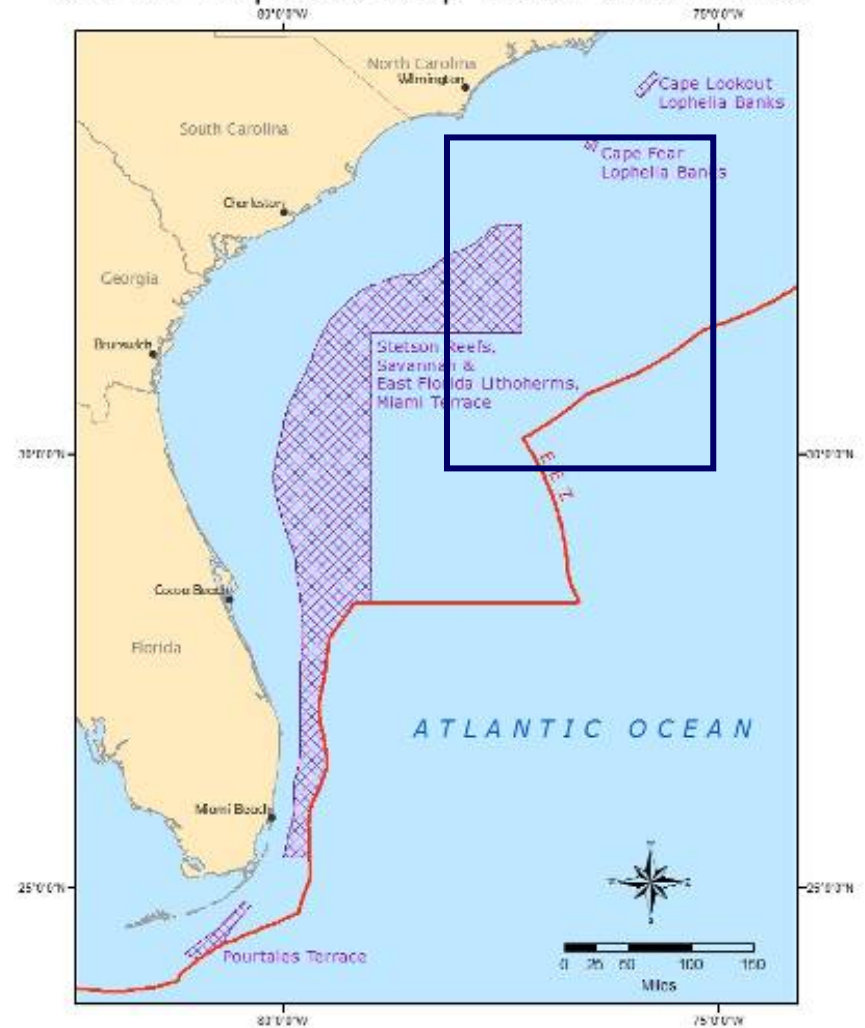 80°0'0"W
75°0'0"W
North Carolina
Wilmington
Cape Lookout
Lophelia Banks
South Carolina
Cape Fear
Lophelia Banks
Charleston
Georgia
Brunswick
Stetson Reefs,
Savannah &
East Florida Lithoherms,
Miami Terrace
30°0'0"N
30°0'0"N
EEZ
Cocoa Beach
Florida
ATLANTIC OCEAN
Miami Beach
25°0'0"N
25°0'0"N
Pourtales Terrace
0 25 50 100 150
Miles
80°0'0"W
75°0'0"W